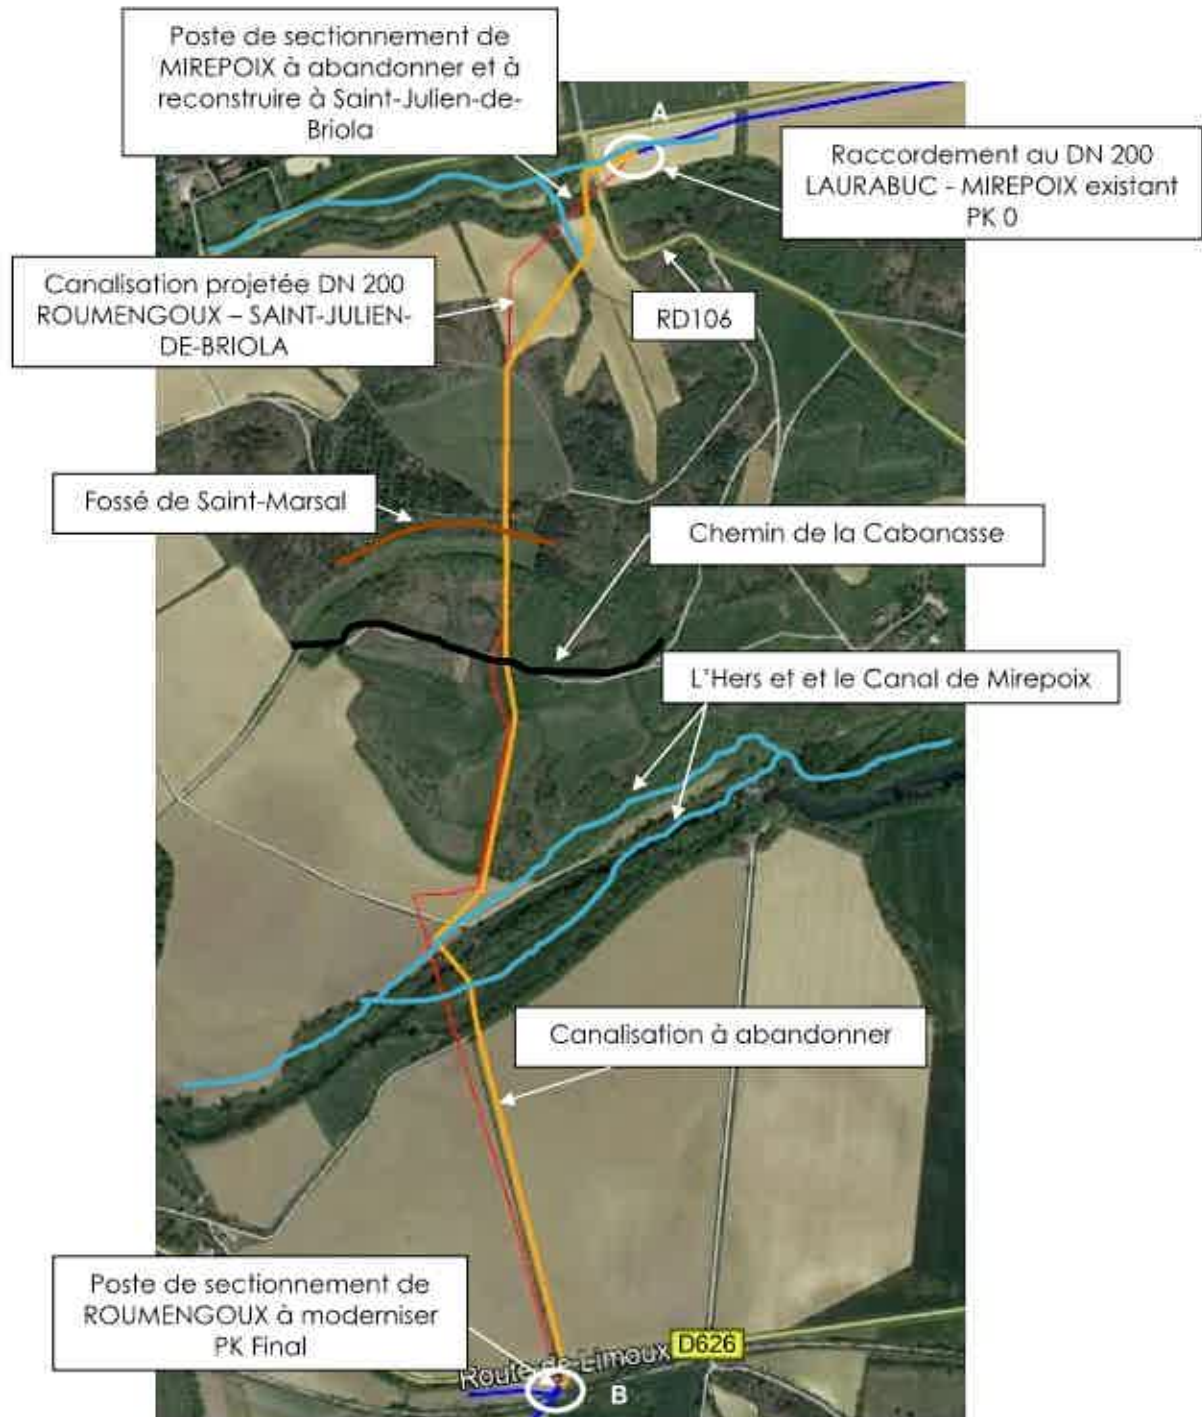 Poste de sectionnement de
MIREPOIX à abandonner et à
reconstruire à Saint-Julien-de-
Briola
A
Raccordement au DN 200
LAURABUC - MIREPOIX existant
PK 0
Canalisation projetée DN 200
ROUMENGOUX – SAINT-JULIEN-
DE-BRIOLA
RD106
Fossé de Saint-Marsal
Chemin de la Cabanasse
L'Hers et et le Canal de Mirepoix
Canalisation à abandonner
Poste de sectionnement de
ROUMENGOUX à moderniser
PK Final
Route de Limoux
D626
B